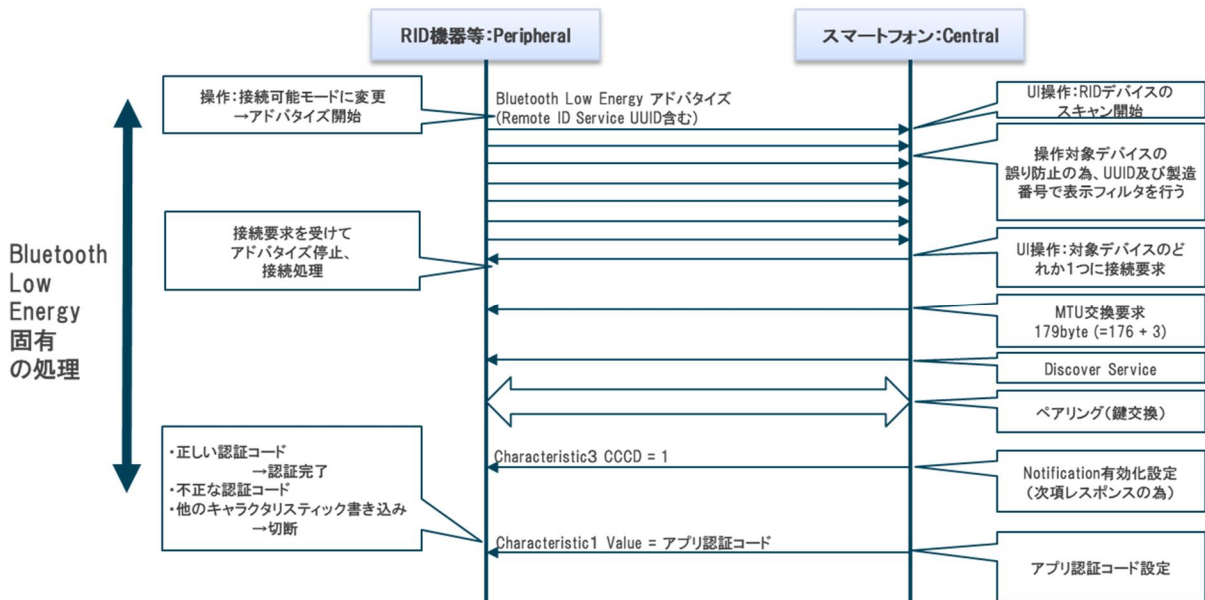 RID機器等:Peripheral
スマートフォン:Central
操作:接続可能モードに変更
→アドバタイズ開始
Bluetooth Low Energy アドバタイズ
(Remote ID Service UUID含む)
UI操作:RIDデバイスの
スキャン開始
操作対象デバイスの
誤り防止の為、UUID及び製造
番号で表示フィルタを行う
接続要求を受けて
アドバタイズ停止、
接続処理
UI操作:対象デバイスのど
れか1つに接続要求
Bluetooth
Low
Energy
固有
の処理
MTU交換要求
179byte (=176 + 3)
Discover Service
ペアリング(鍵交換)
・正しい認証コード
→認証完了
・不正な認証コード
・他のキャラクタリスティック書き込み
→切断
Characteristic3 CCCD = 1
Notification有効化設定
(次項レスポンスの為)
Characteristic1 Value = アプリ認証コード
アプリ認証コード設定